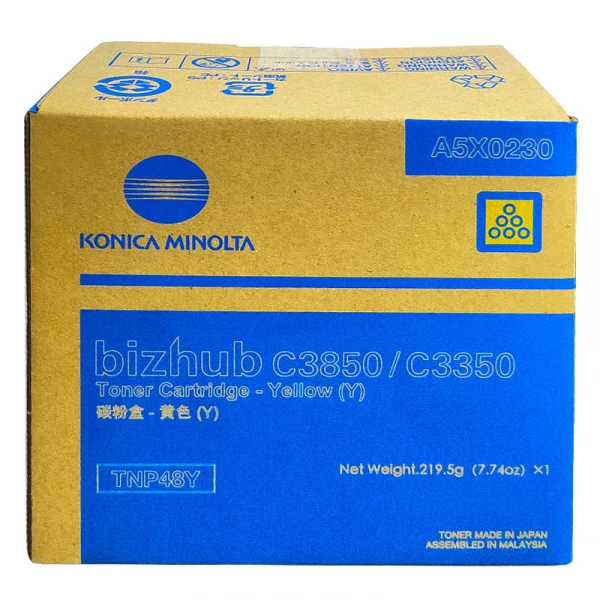 A5X0230
KONICA MINOLTA
bizhub C3850/C3350
Toner Cartridge - Yellow (Y)
碳粉盒 - 黄色 (Y)
TNP48Y
Net Weight.219.5g (7.74oz) ×1
TONER MADE IN JAPAN
ASSEMBLED IN MALAYSIA